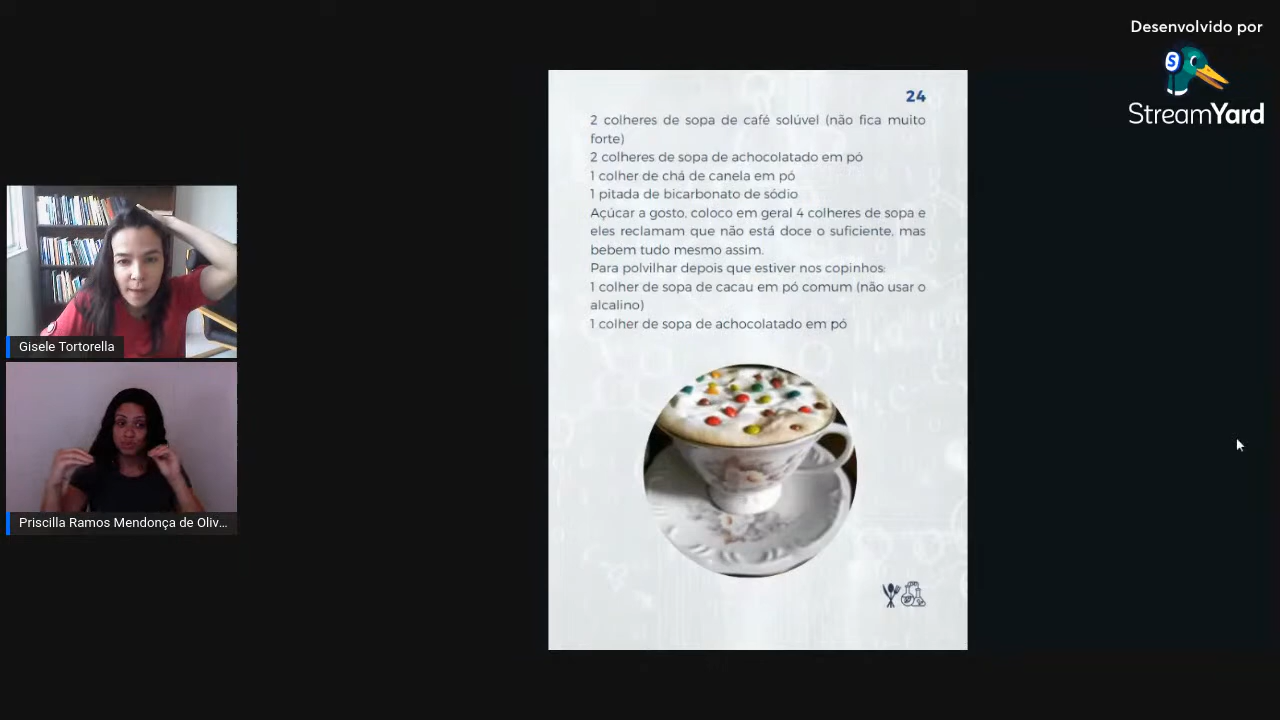 Desenvolvido por
S
StreamYard
24
2 colheres de sopa de café solúvel (não fica muito
forte)
2 colheres de sopa de achocolatado em pó
1 colher de chá de canela em pó
1 pitada de bicarbonato de sódio
Açúcar a gosto, coloco em geral 4 colheres de sopa e
eles reclamam que não está doce o suficiente, mas
bebem tudo mesmo assim.
Para polvilhar depois que estiver nos copinhos:
1 colher de sopa de cacau em pó comum (não usar o
alcalino)
1 colher de sopa de achocolatado em pó
Gisele Tortorella
Priscilla Ramos Mendonça de Oliv...